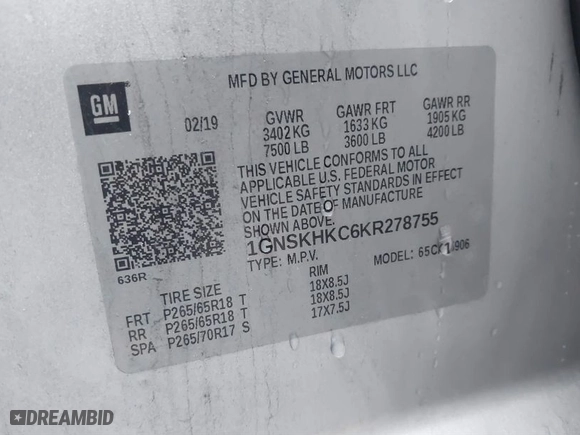 MFD BY GENERAL MOTORS LLC
GM
02/19
GVWR GAWR FRT GAWR RR
3402 KG 1633 KG 1905 KG
7500 LB 3600 LB 4200 LB
THIS VEHICLE CONFORMS TO ALL
APPLICABLE U.S. FEDERAL MOTOR
VEHICLE SAFETY STANDARDS IN EFFECT
ON THE DATE OF MANUFACTURE
SHOWN ABOVE.
1GNSKHKC6KR278755
TYPE: M.P.V. MODEL:
636R
TIRE SIZE RIM
FRT P265/65R18 T 18X8.5J
RR P265/65R18 T 18X8.5J
SPA P265/70R17 S 17X7.5J
DREAMBID